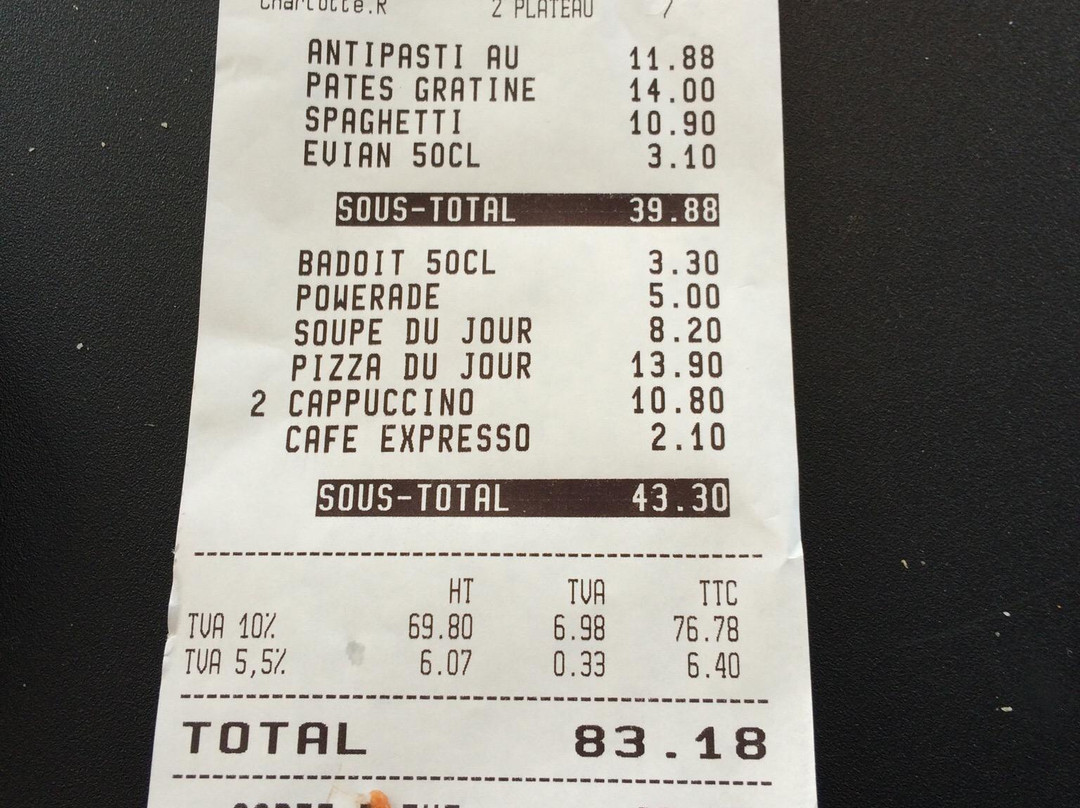 Charlotte.R 2 PLATEAU
ANTIPASTI AU 11.88
PATES GRATINE 14.00
SPAGHETTI 10.90
EVIAN 50CL 3.10
SOUS-TOTAL 39.88
BADOIT 50CL 3.30
POWERADE 5.00
SOUPE DU JOUR 8.20
PIZZA DU JOUR 13.90
2 CAPPUCCINO 10.80
CAFE EXPRESSO 2.10
SOUS-TOTAL 43.30
HT TVA TTC
TVA 10% 69.80 6.98 76.78
TVA 5,5% 6.07 0.33 6.40
TOTAL 83.18